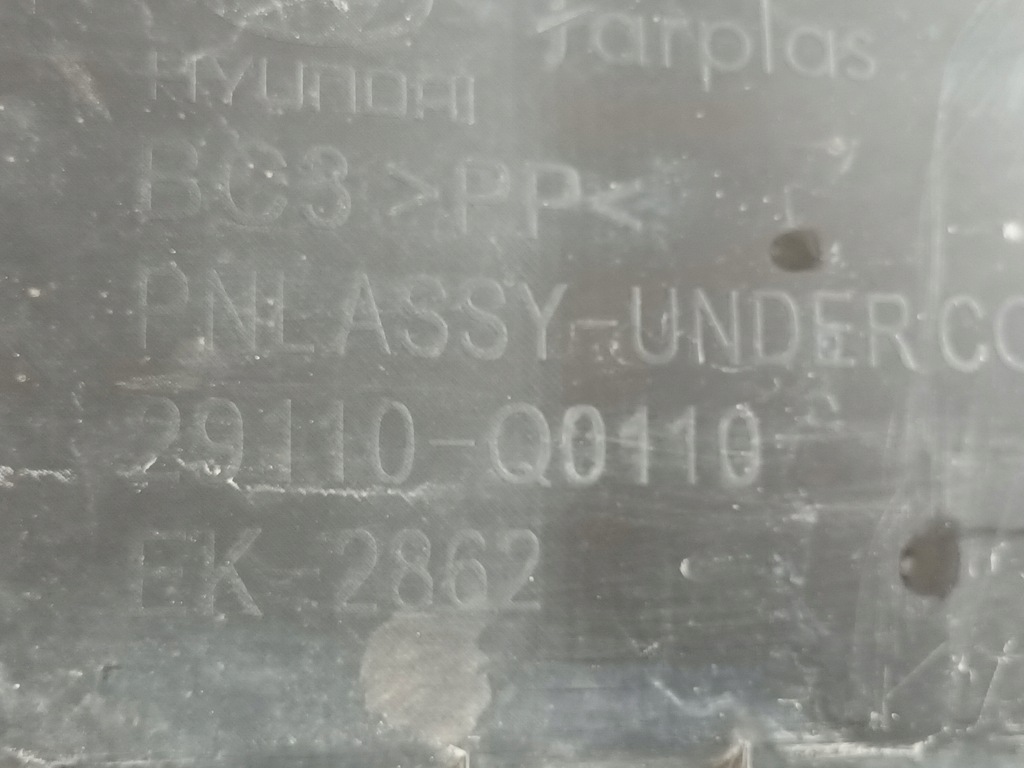 farplas
HYUNDAI
BC3 >PP<
PNL ASSY-UNDER CO
29110-Q0110
EK 2862